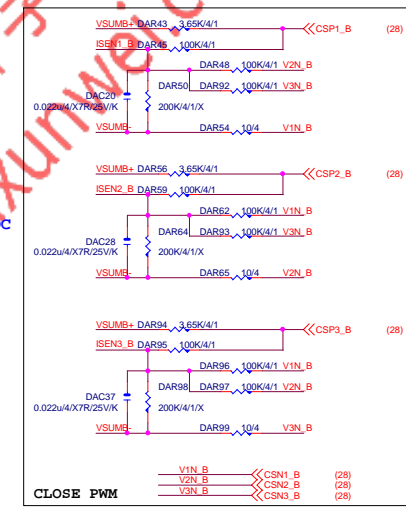 VSUMB+ DAR43 3.65K/4/1
CSP1_B (28)
ISEN1_B DAR45 100K/4/1
DAR48 100K/4/1 V2N_B
DAR50 DAR92 100K/4/1 V3N_B
DAC20
0.022u/4/X7R/25V/K 200K/4/1/X
VSUMB- DAR54 10/4 V1N_B
VSUMB+ DAR56 3.65K/4/1
CSP2_B (28)
ISEN2_B DAR59 100K/4/1
DAR62 100K/4/1 V1N_B
C
DAR64 DAR93 100K/4/1 V3N_B
DAC28
0.022u/4/X7R/25V/K 200K/4/1/X
VSUMB- DAR65 10/4 V2N_B
VSUMB+ DAR94 3.65K/4/1
CSP3_B (28)
ISEN3_B DAR95 100K/4/1
DAR96 100K/4/1 V1N_B
DAR98 DAR97 100K/4/1 V2N_B
DAC37
0.022u/4/X7R/25V/K 200K/4/1/X
VSUMB- DAR99 10/4 V3N_B
V1N_B CSN1_B (28)
V2N_B CSN2_B (28)
V3N_B CSN3_B (28)
CLOSE PWM